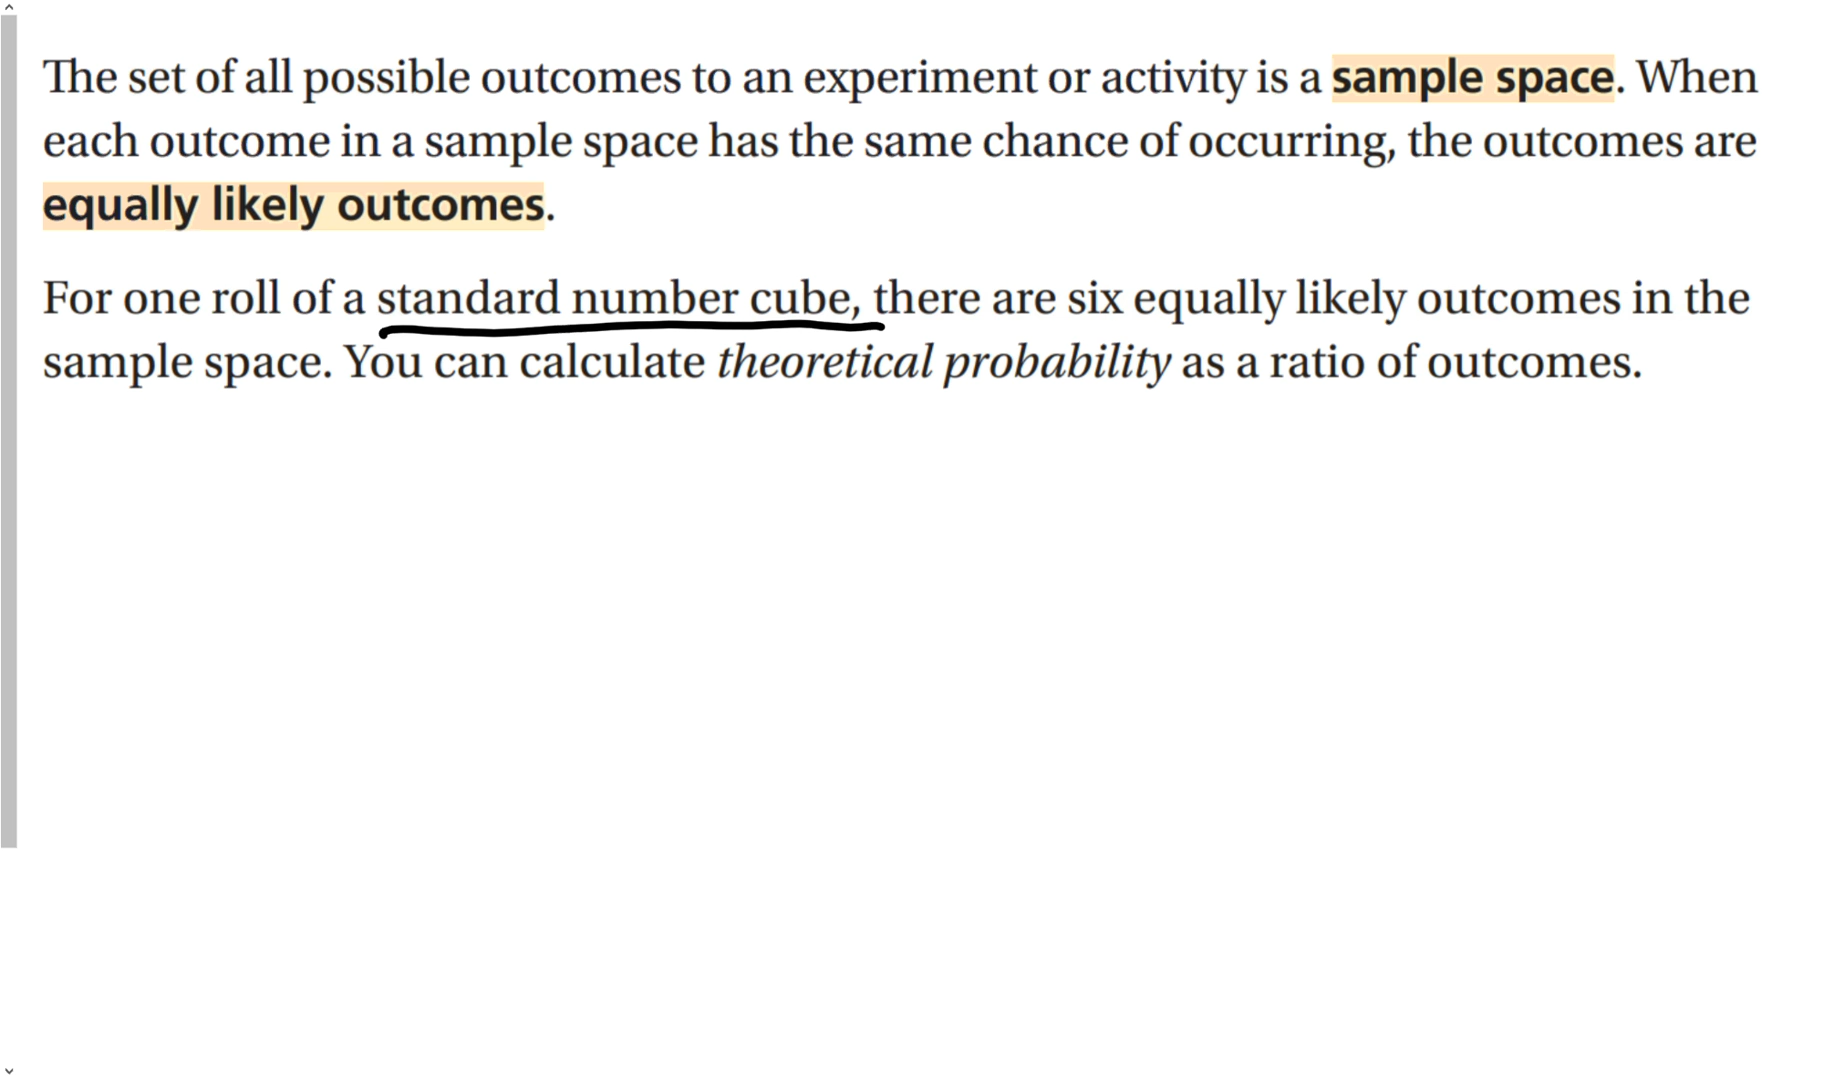 The set of all possible outcomes to an experiment or activity is a sample space. When
each outcome in a sample space has the same chance of occurring, the outcomes are
equally likely outcomes.
For one roll of a standard number cube, there are six equally likely outcomes in the
sample space. You can calculate theoretical probability as a ratio of outcomes.